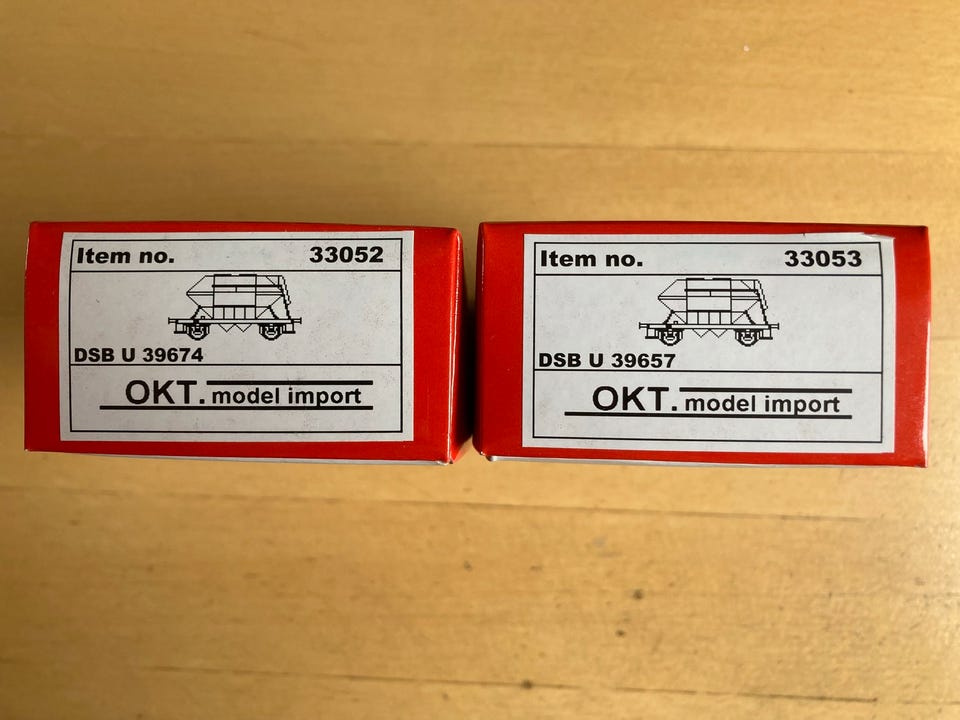 Item no. 33052
DSB U 39674
OKT. model import
Item no. 33053
DSB U 39657
OKT. model import